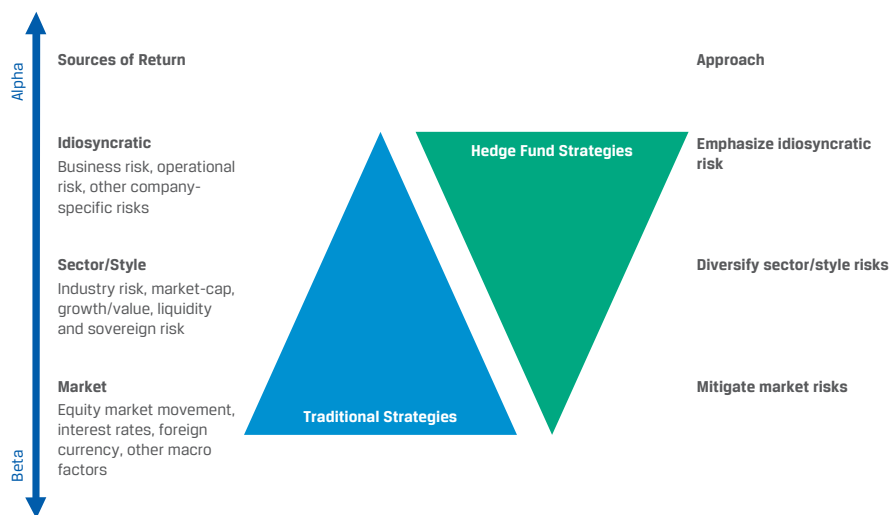 Alpha
Sources of Return
Approach
Idiosyncratic
Business risk, operational
risk, other company-
specific risks
Hedge Fund Strategies
Emphasize idiosyncratic
risk
Sector/Style
Industry risk, market-cap,
growth/value, liquidity
and sovereign risk
Diversify sector/style risks
Market
Equity market movement,
interest rates, foreign
currency, other macro
factors
Traditional Strategies
Mitigate market risks
Beta